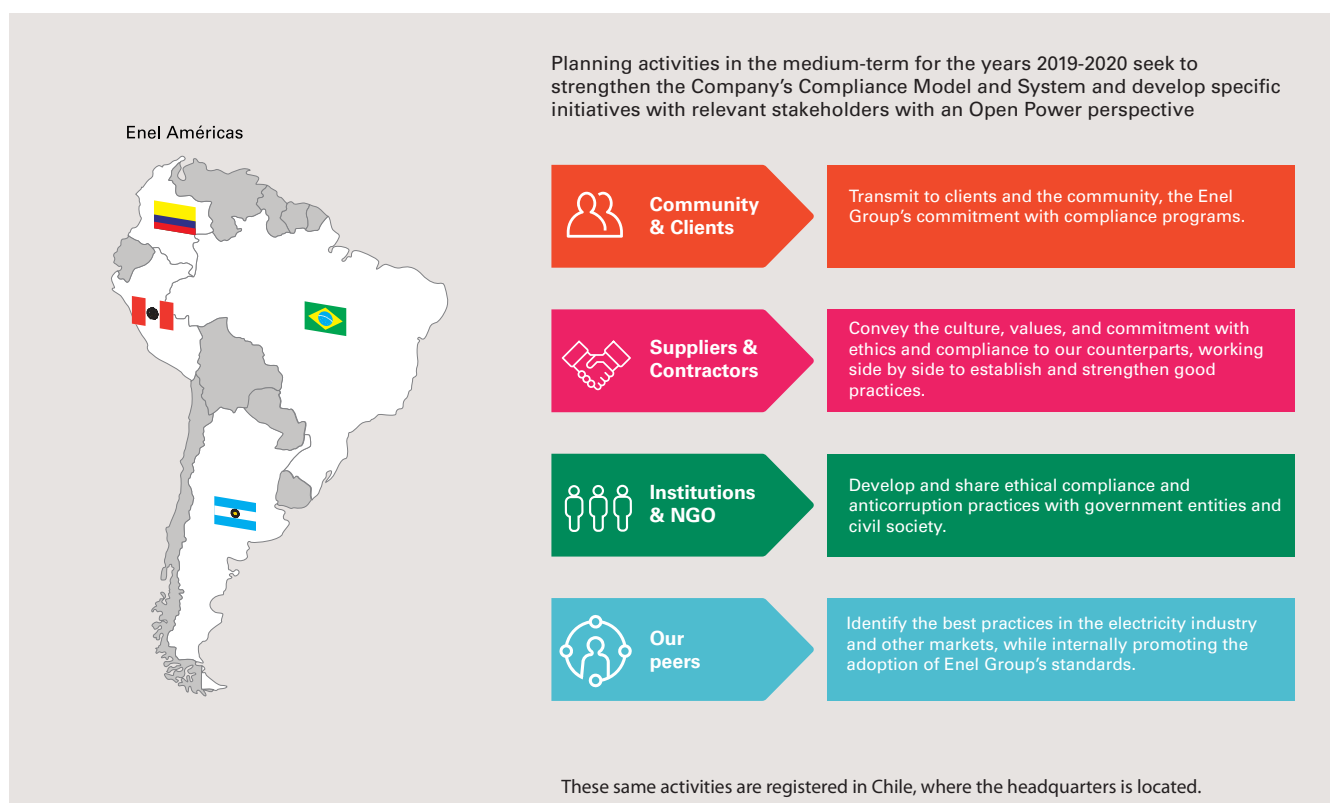 Planning activities in the medium-term for the years 2019-2020 seek to
strengthen the Company's Compliance Model and System and develop specific
initiatives with relevant stakeholders with an Open Power perspective
Enel Américas
Community
& Clients
Transmit to clients and the community, the Enel
Group's commitment with compliance programs.
Suppliers &
Contractors
Convey the culture, values, and commitment with
ethics and compliance to our counterparts, working
side by side to establish and strengthen good
practices.
Institutions
& NGO
Develop and share ethical compliance and
anticorruption practices with government entities and
civil society.
Our
peers
Identify the best practices in the electricity industry
and other markets, while internally promoting the
adoption of Enel Group's standards.
These same activities are registered in Chile, where the headquarters is located.